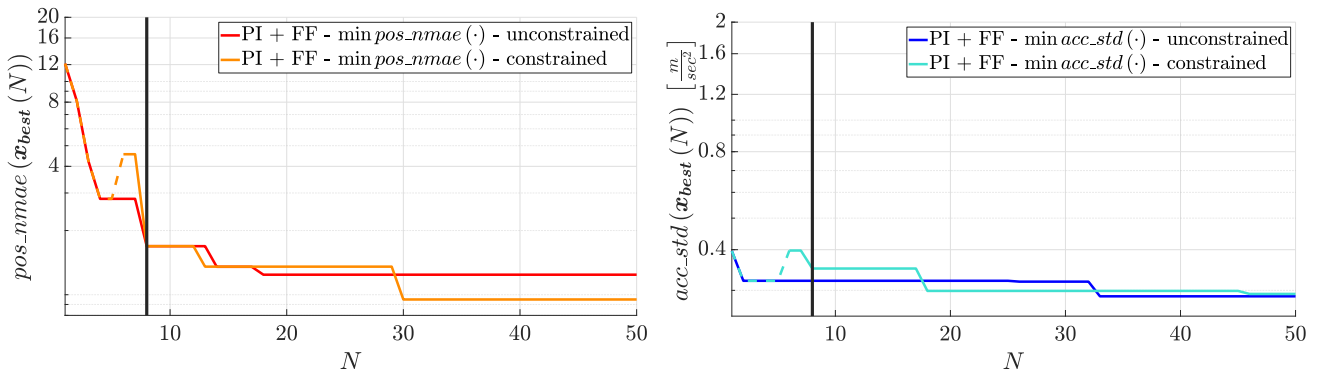 20
16
12
8
4
10
20
30
40
50
N
pos_nmae (x_best (N))
PI + FF - min pos_nmae (·) - unconstrained
PI + FF - min pos_nmae (·) - constrained
2
1.6
1.2
0.8
0.4
10
20
30
40
50
N
acc_std (x_best (N)) [m/sec²]
PI + FF - min acc_std (·) - unconstrained
PI + FF - min acc_std (·) - constrained